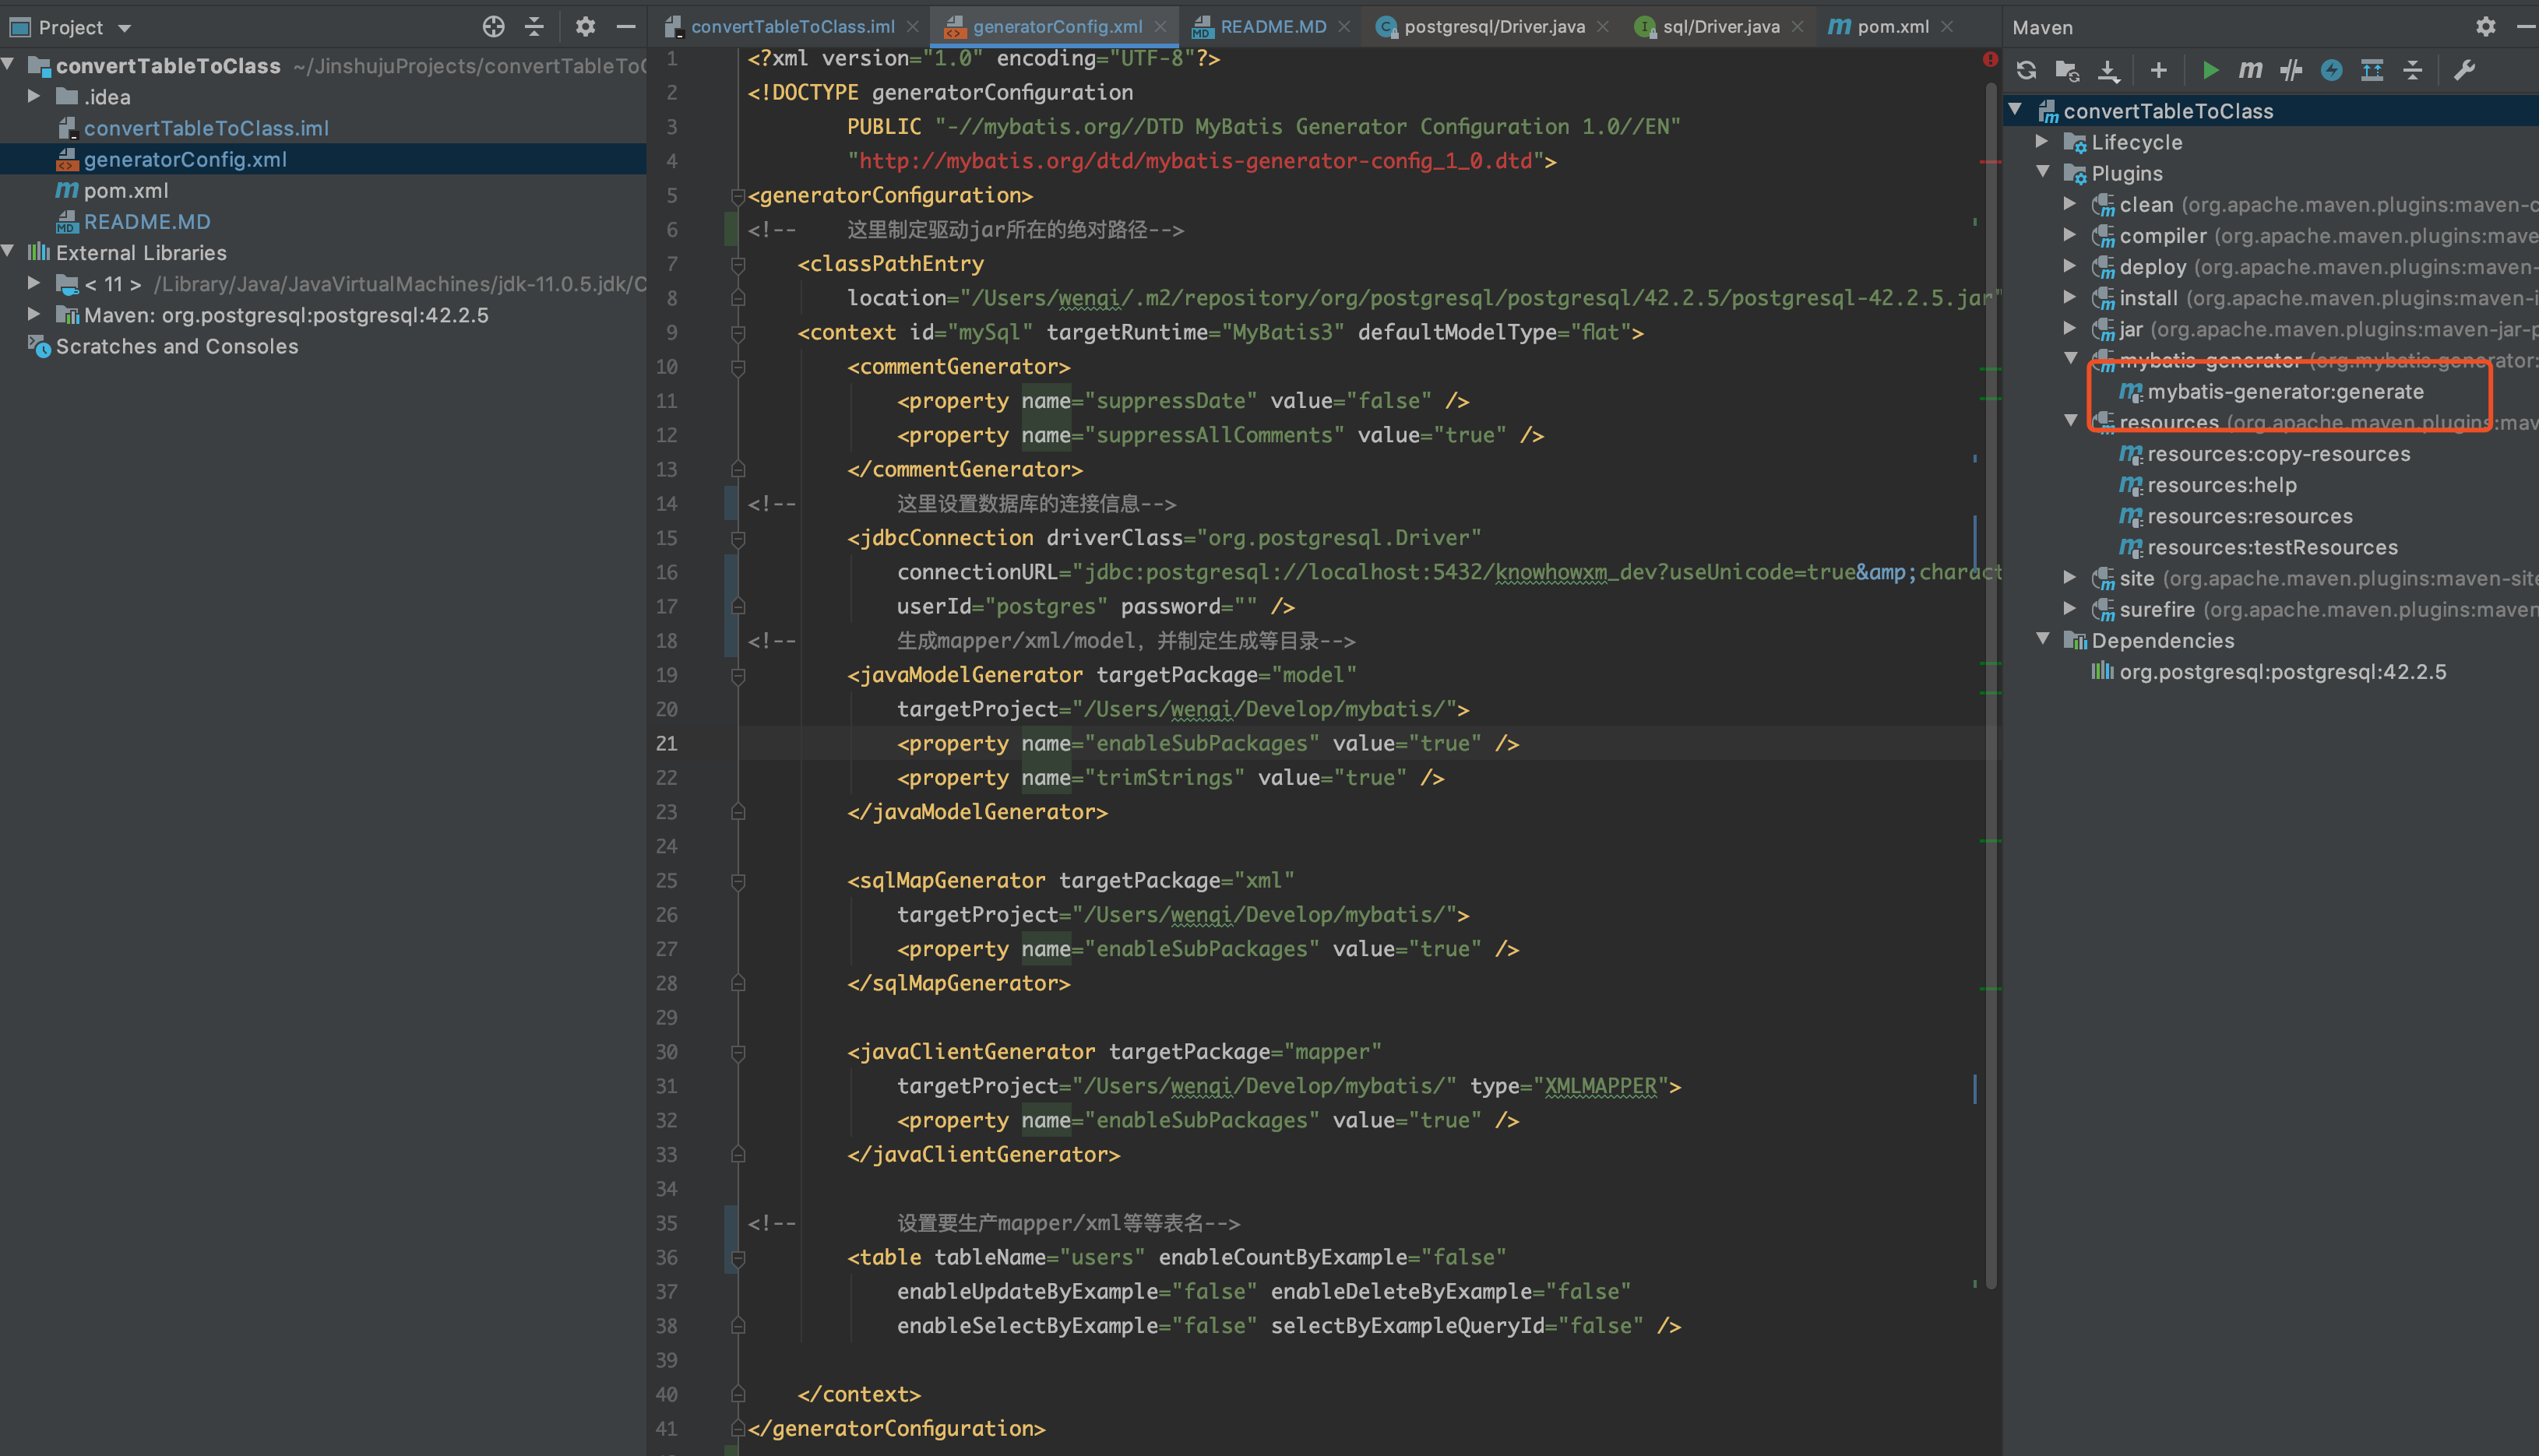 Project
convertTableToClass.iml
generatorConfig.xml
README.MD
postgresql/Driver.java
sql/Driver.java
pom.xml
Maven
convertTableToClass ~/JinshujuProjects/convertTableTo
.idea
convertTableToClass.iml
generatorConfig.xml
pom.xml
README.MD
External Libraries
< 11 > /Library/Java/JavaVirtualMachines/jdk-11.0.5.jdk/C
Maven: org.postgresql:postgresql:42.2.5
Scratches and Consoles
1 <?xml version="1.0" encoding="UTF-8"?>
2 <!DOCTYPE generatorConfiguration
3 PUBLIC "-//mybatis.org//DTD MyBatis Generator Configuration 1.0//EN"
4 "http://mybatis.org/dtd/mybatis-generator-config_1_0.dtd">
5 <generatorConfiguration>
6 <!-- 这里制定驱动jar所在的绝对路径-->
7 <classPathEntry
8 location="/Users/wenqi/.m2/repository/org/postgresql/postgresql/42.2.5/postgresql-42.2.5.jar"
9 <context id="mySql" targetRuntime="MyBatis3" defaultModelType="flat">
10 <commentGenerator>
11 <property name="suppressDate" value="false" />
12 <property name="suppressAllComments" value="true" />
13 </commentGenerator>
14 <!-- 这里设置数据库的连接信息-->
15 <jdbcConnection driverClass="org.postgresql.Driver"
16 connectionURL="jdbc:postgresql://localhost:5432/knowhowxm_dev?useUnicode=true&amp;charact
17 userId="postgres" password="" />
18 <!-- 生成mapper/xml/model，并制定生成等目录-->
19 <javaModelGenerator targetPackage="model"
20 targetProject="/Users/wenqi/Develop/mybatis/">
21 <property name="enableSubPackages" value="true" />
22 <property name="trimStrings" value="true" />
23 </javaModelGenerator>
24
25 <sqlMapGenerator targetPackage="xml"
26 targetProject="/Users/wenqi/Develop/mybatis/">
27 <property name="enableSubPackages" value="true" />
28 </sqlMapGenerator>
29
30 <javaClientGenerator targetPackage="mapper"
31 targetProject="/Users/wenqi/Develop/mybatis/" type="XMLMAPPER">
32 <property name="enableSubPackages" value="true" />
33 </javaClientGenerator>
34
35 <!-- 设置要生产mapper/xml等等表名-->
36 <table tableName="users" enableCountByExample="false"
37 enableUpdateByExample="false" enableDeleteByExample="false"
38 enableSelectByExample="false" selectByExampleQueryId="false" />
39
40 </context>
41 </generatorConfiguration>
convertTableToClass
Lifecycle
Plugins
clean (org.apache.maven.plugins:maven-c
compiler (org.apache.maven.plugins:mave
deploy (org.apache.maven.plugins:maven-
install (org.apache.maven.plugins:maven-i
jar (org.apache.maven.plugins:maven-jar-p
mybatis-generator (org.mybatis.generator:
mybatis-generator:generate
resources (org.apache.maven.plugins:mav
resources:copy-resources
resources:help
resources:resources
resources:testResources
site (org.apache.maven.plugins:maven-site
surefire (org.apache.maven.plugins:maven
Dependencies
org.postgresql:postgresql:42.2.5